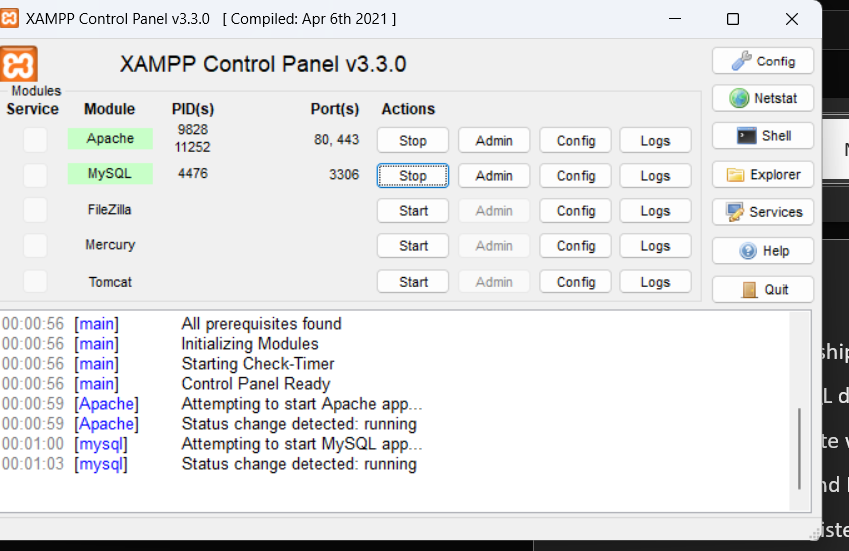 XAMPP Control Panel v3.3.0 [ Compiled: Apr 6th 2021 ]
XAMPP Control Panel v3.3.0
Config
Modules
Service Module PID(s) Port(s) Actions
Netstat
Apache 9828 11252 80, 443 Stop Admin Config Logs
Shell
MySQL 4476 3306 Stop Admin Config Logs
Explorer
FileZilla Start Admin Config Logs
Services
Mercury Start Admin Config Logs
Help
Tomcat Start Admin Config Logs
Quit
00:00:56 [main] All prerequisites found
00:00:56 [main] Initializing Modules
00:00:56 [main] Starting Check-Timer
00:00:56 [main] Control Panel Ready
00:00:59 [Apache] Attempting to start Apache app...
00:00:59 [Apache] Status change detected: running
00:01:00 [mysql] Attempting to start MySQL app...
00:01:03 [mysql] Status change detected: running